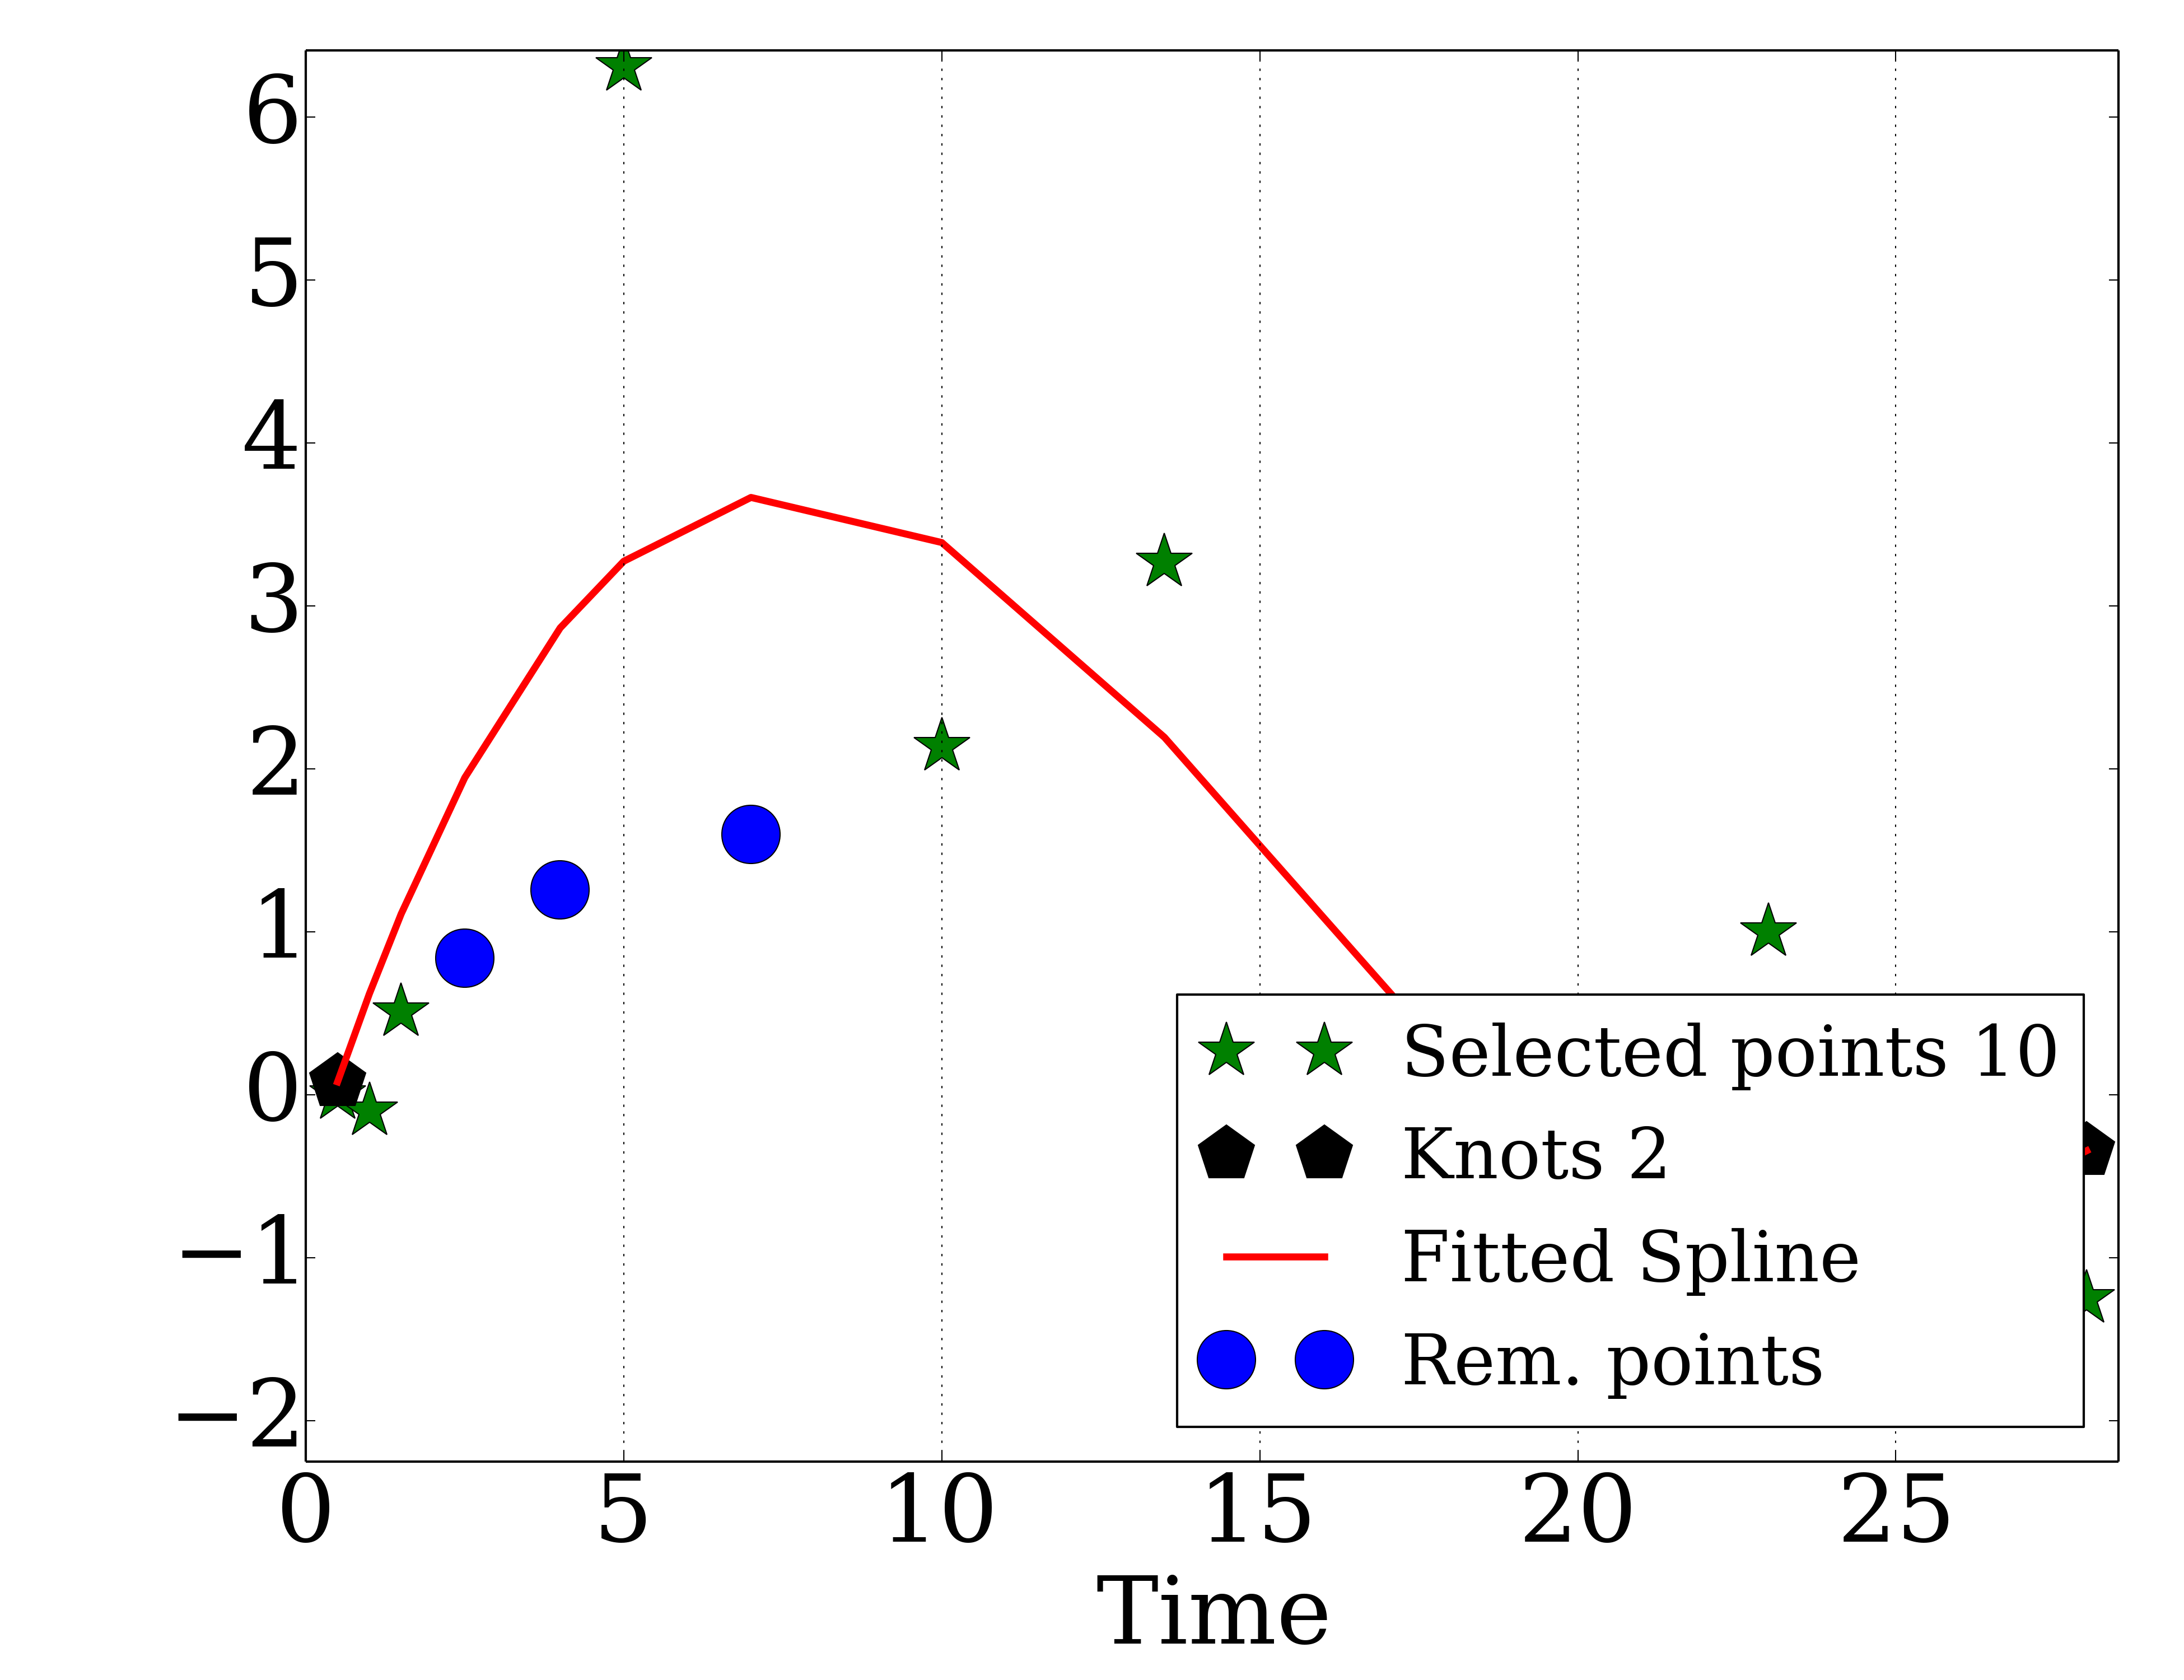 6
5
4
3
2
1
0
−1
−2
Selected points 10
Knots 2
Fitted Spline
Rem. points
0 5 10 15 20 25
Time